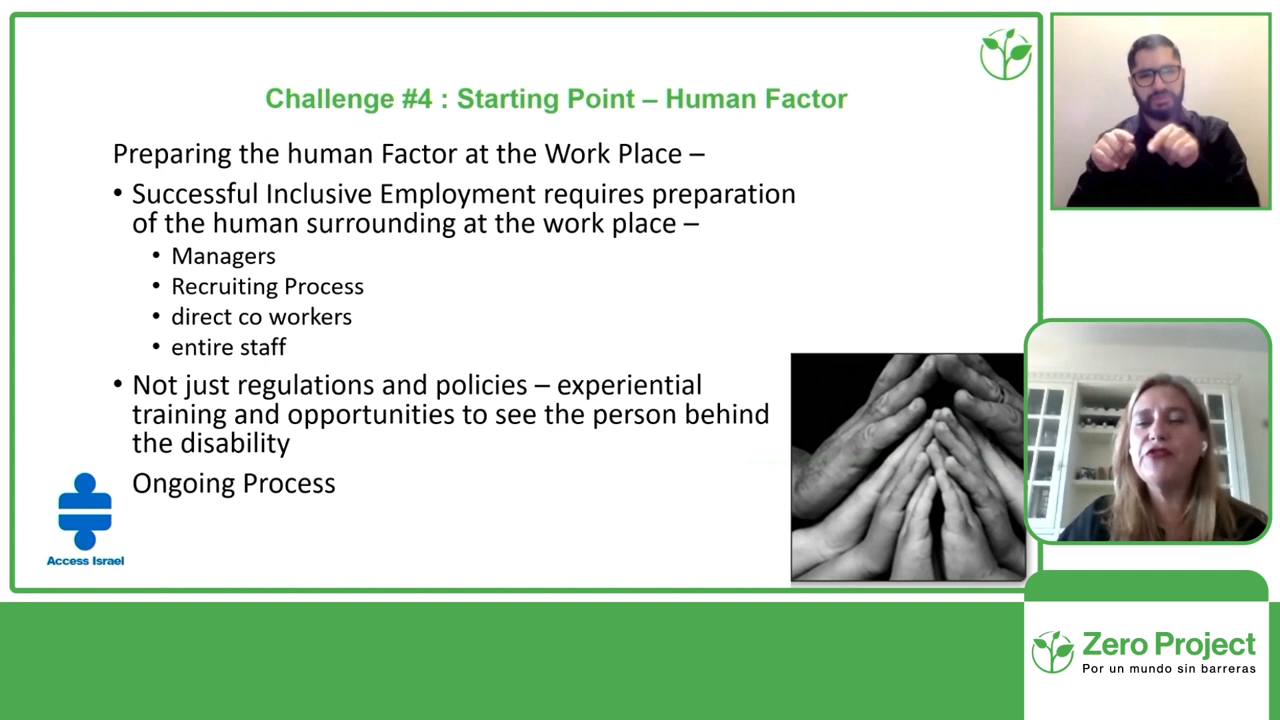 Challenge #4 : Starting Point – Human Factor
Preparing the human Factor at the Work Place –
• Successful Inclusive Employment requires preparation
of the human surrounding at the work place –
• Managers
• Recruiting Process
• direct co workers
• entire staff
• Not just regulations and policies – experiential
training and opportunities to see the person behind
the disability
Ongoing Process
Access Israel
Zero Project
Por un mundo sin barreras